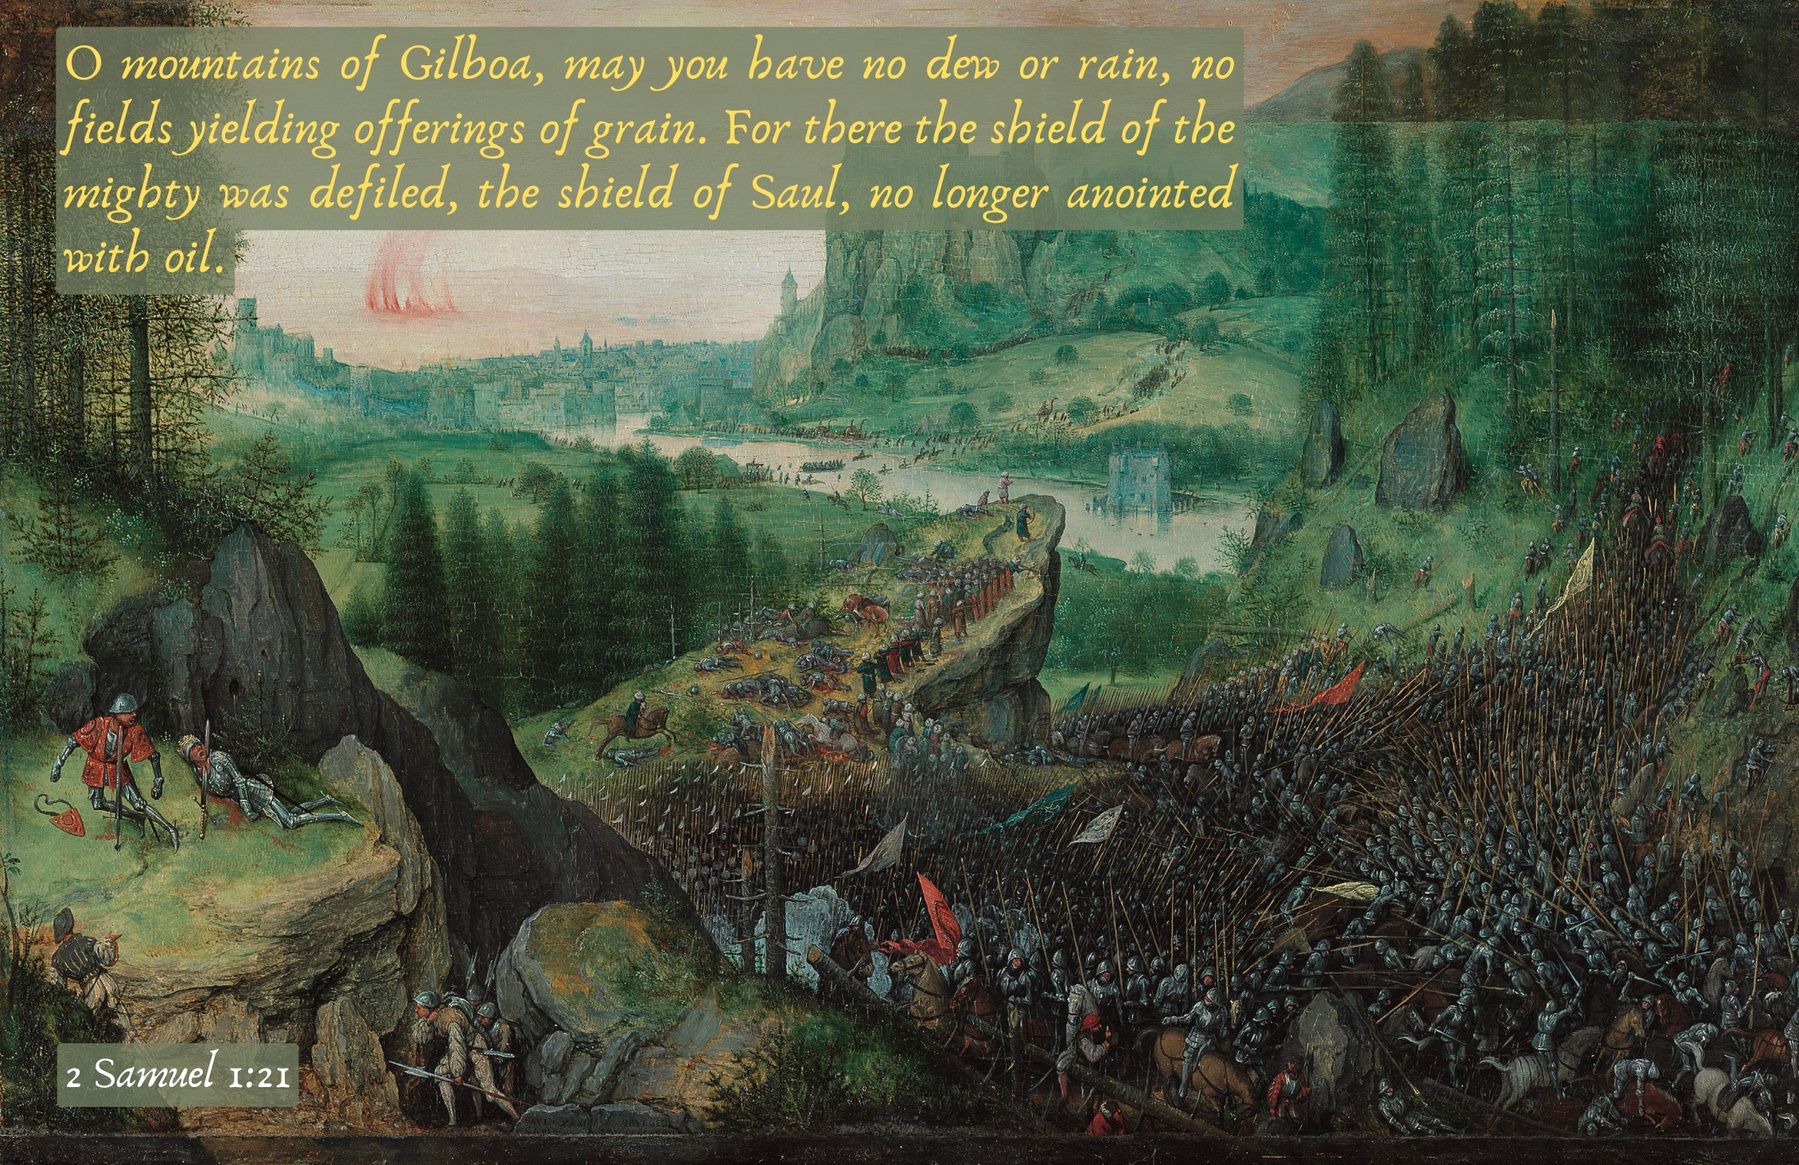 O mountains of Gilboa, may you have no dew or rain, no
fields yielding offerings of grain. For there the shield of the
mighty was defiled, the shield of Saul, no longer anointed
with oil.
2 Samuel 1:21